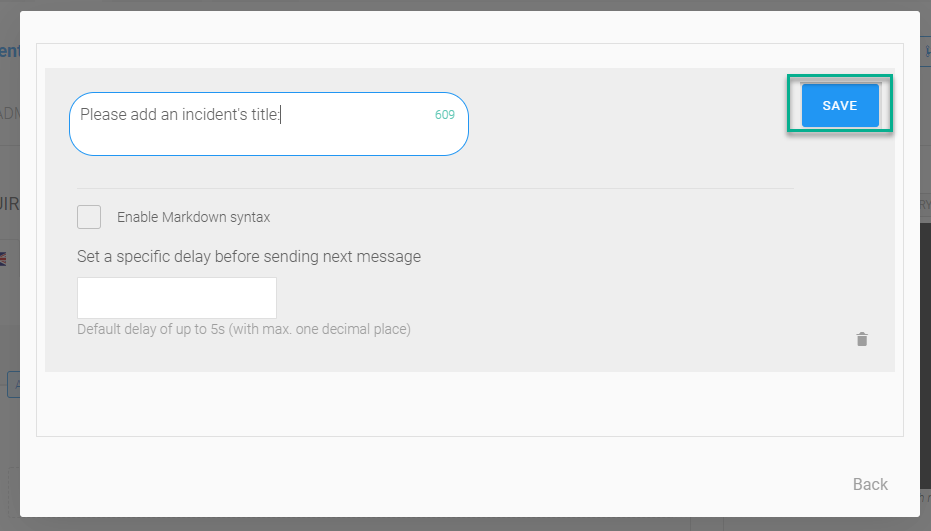 Please add an incident's title:
609
SAVE
Enable Markdown syntax
Set a specific delay before sending next message
Default delay of up to 5s (with max. one decimal place)
Back